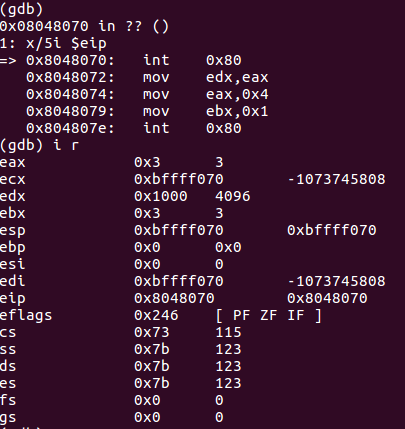 (gdb)
0x08048070 in ?? ()
1: x/5i $eip
=> 0x8048070:   int    0x80
   0x8048072:   mov    edx,eax
   0x8048074:   mov    eax,0x4
   0x8048079:   mov    ebx,0x1
   0x804807e:   int    0x80
(gdb) i r
eax            0x3      3
ecx            0xbffff070       -1073745808
edx            0x1000   4096
ebx            0x3      3
esp            0xbffff070       0xbffff070
ebp            0x0      0x0
esi            0x0      0
edi            0xbffff070       -1073745808
eip            0x8048070        0x8048070
eflags         0x246    [ PF ZF IF ]
cs             0x73     115
ss             0x7b     123
ds             0x7b     123
es             0x7b     123
fs             0x0      0
gs             0x0      0